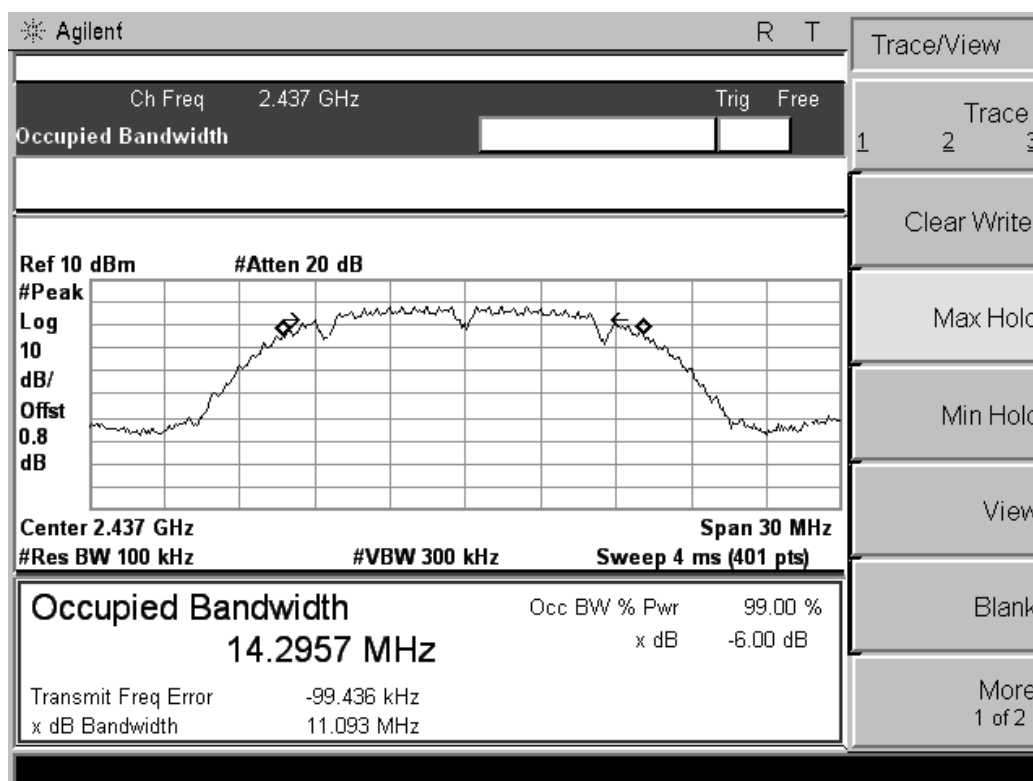 Agilent R T
Ch Freq 2.437 GHz Trig Free
Occupied Bandwidth
Ref 10 dBm #Atten 20 dB
#Peak
Log
10
dB/
Offst
0.8
dB
Center 2.437 GHz Span 30 MHz
#Res BW 100 kHz #VBW 300 kHz Sweep 4 ms (401 pts)
Occupied Bandwidth
14.2957 MHz
Occ BW % Pwr 99.00 %
x dB -6.00 dB
Transmit Freq Error -99.436 kHz
x dB Bandwidth 11.093 MHz
Trace/View
Trace
1 2 3
Clear Write
Max Hold
Min Hold
View
Blank
More
1 of 2